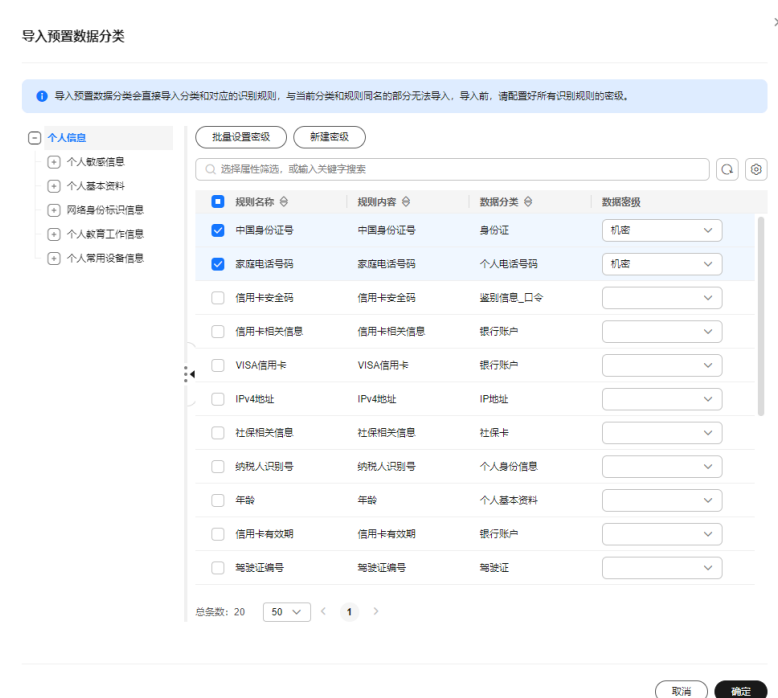 导入预置数据分类
导入预置数据分类会直接导入分类和对应的识别规则，与当前分类和规则同名的部分无法导入，导入前，请配置好所有识别规则的密级。
个人信息
个人敏感信息
个人基本资料
网络身份标识信息
个人教育工作信息
个人常用设备信息
批量设置密级 新建密级
选择属性筛选，或输入关键字搜索
规则名称 规则内容 数据分类 数据密级
中国身份证号 中国身份证号 身份证 机密
家庭电话号码 家庭电话号码 个人电话号码 机密
信用卡安全码 信用卡安全码 鉴别信息_口令
信用卡相关信息 信用卡相关信息 银行账户
VISA信用卡 VISA信用卡 银行账户
IPv4地址 IPv4地址 IP地址
社保相关信息 社保相关信息 社保卡
纳税人识别号 纳税人识别号 个人身份信息
年龄 年龄 个人基本资料
信用卡有效期 信用卡有效期 银行账户
驾驶证编号 驾驶证编号 驾驶证
总条数：20 50 1
取消 确定